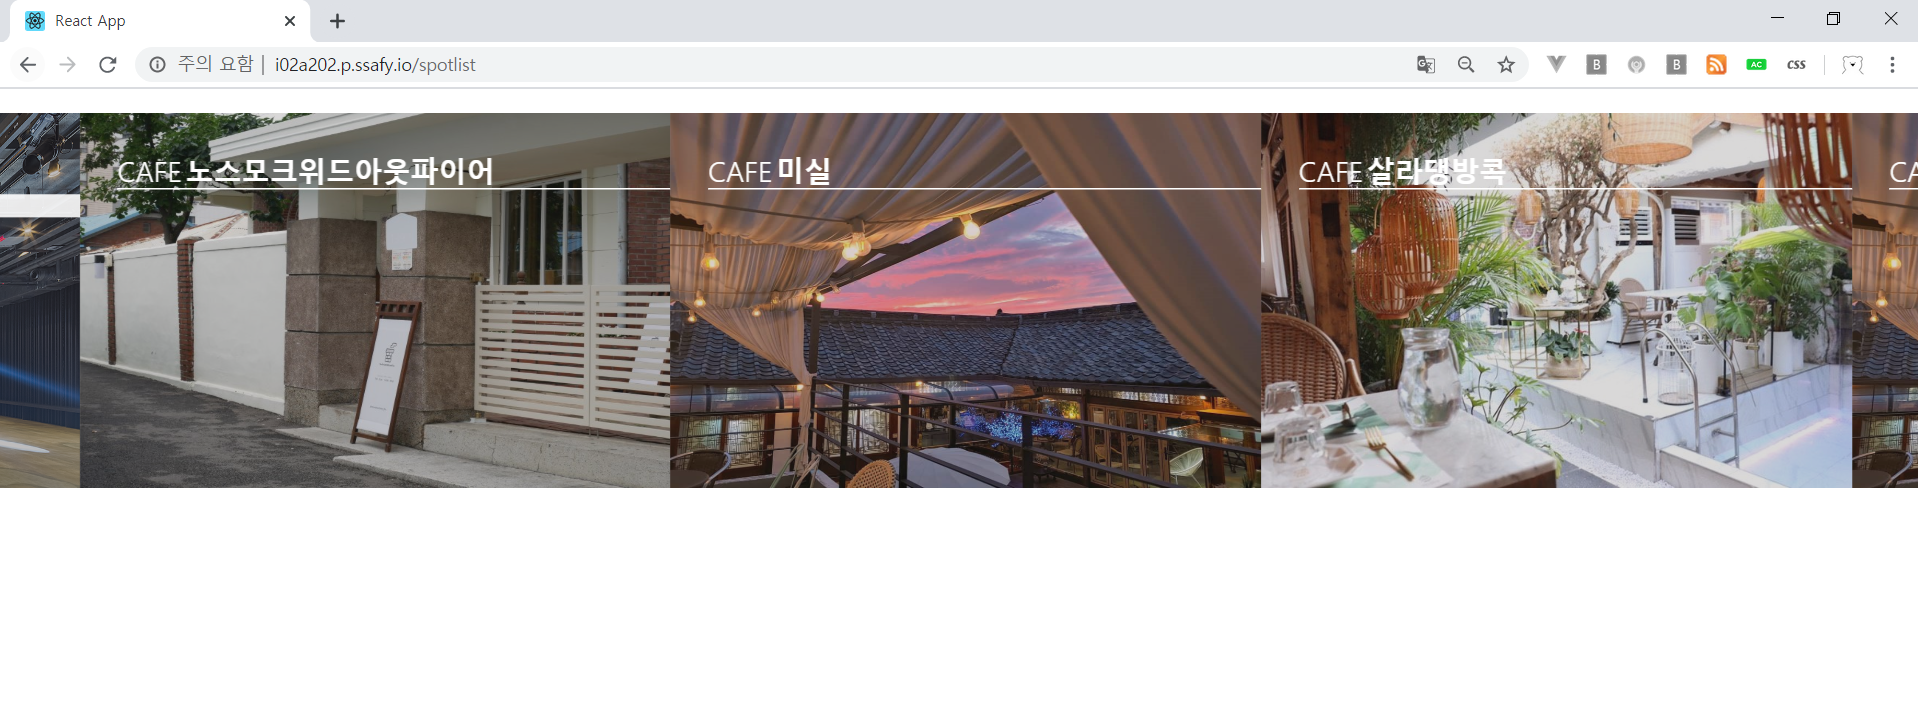 React App
주의 요함 | i02a202.p.ssafy.io/spotlist
B
B
AC
CSS
CAFE 노스모크위드아웃파이어
CAFE 미실
CAFE 살라댕방콕
CA